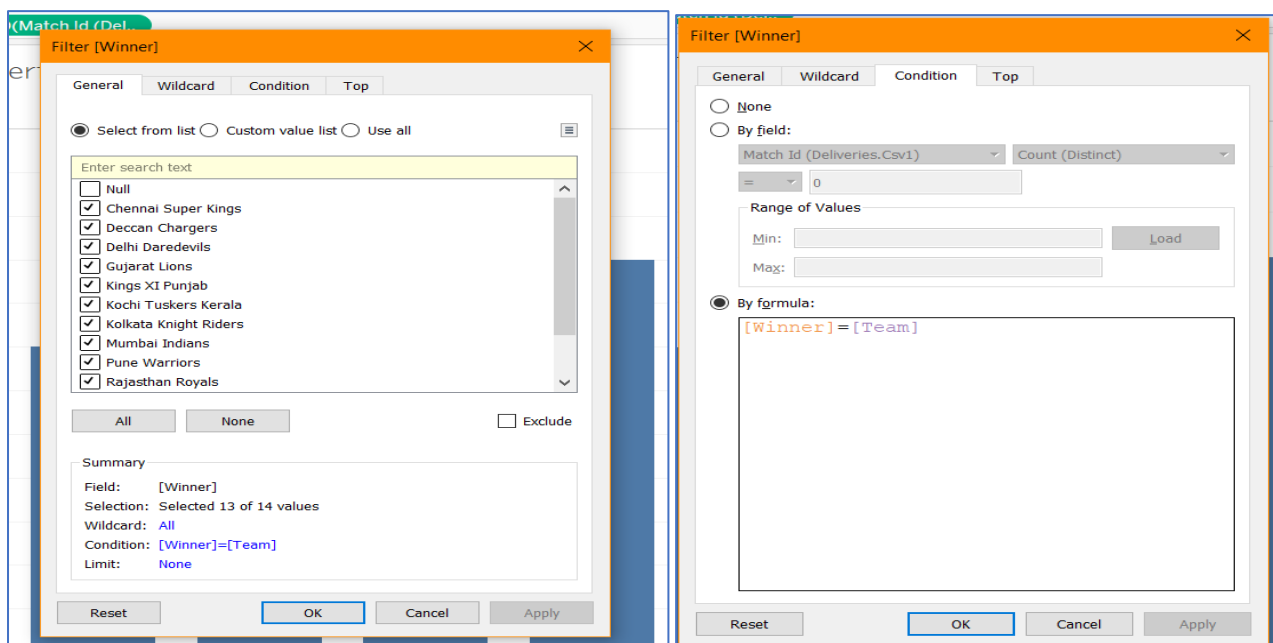 (Match Id (Del..
Filter [Winner]
General Wildcard Condition Top
Select from list Custom value list Use all
Enter search text
Null
Chennai Super Kings
Deccan Chargers
Delhi Daredevils
Gujarat Lions
Kings XI Punjab
Kochi Tuskers Kerala
Kolkata Knight Riders
Mumbai Indians
Pune Warriors
Rajasthan Royals
All None Exclude
Summary
Field: [Winner]
Selection: Selected 13 of 14 values
Wildcard: All
Condition: [Winner]=[Team]
Limit: None
Reset OK Cancel Apply
Filter [Winner]
General Wildcard Condition Top
None
By field:
Match Id (Deliveries.Csv1) Count (Distinct)
= 0
Range of Values
Min: Load
Max:
By formula:
[Winner]=[Team]
Reset OK Cancel Apply